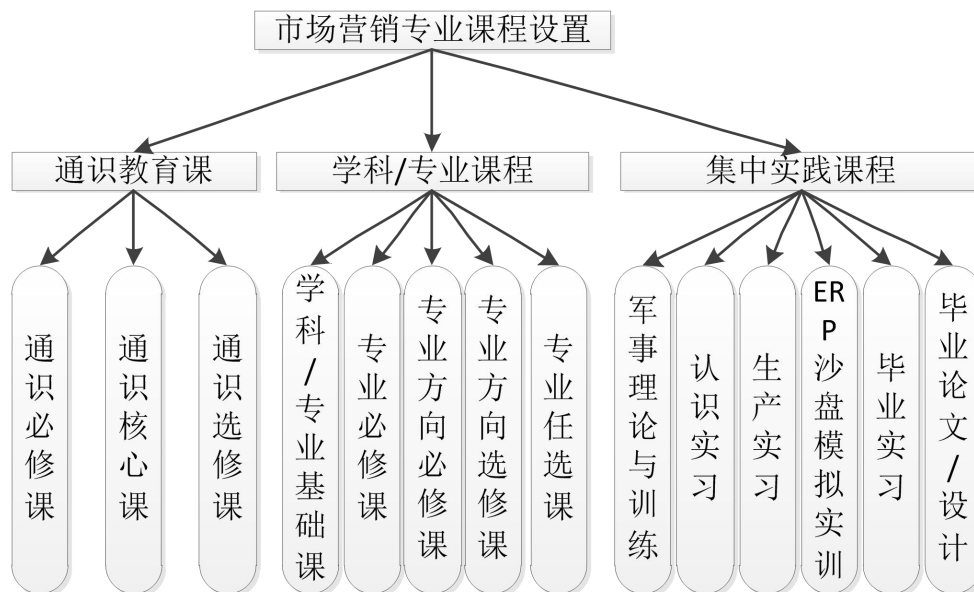 市场营销专业课程设置
通识教育课
学科/专业课程
集中实践课程
通识必修课
通识核心课
通识选修课
学科/专业基础课
专业必修课
专业方向必修课
专业方向选修课
专业任选课
军事理论与训练
认识实习
生产实习
ERP沙盘模拟实训
毕业实习
毕业论文/设计